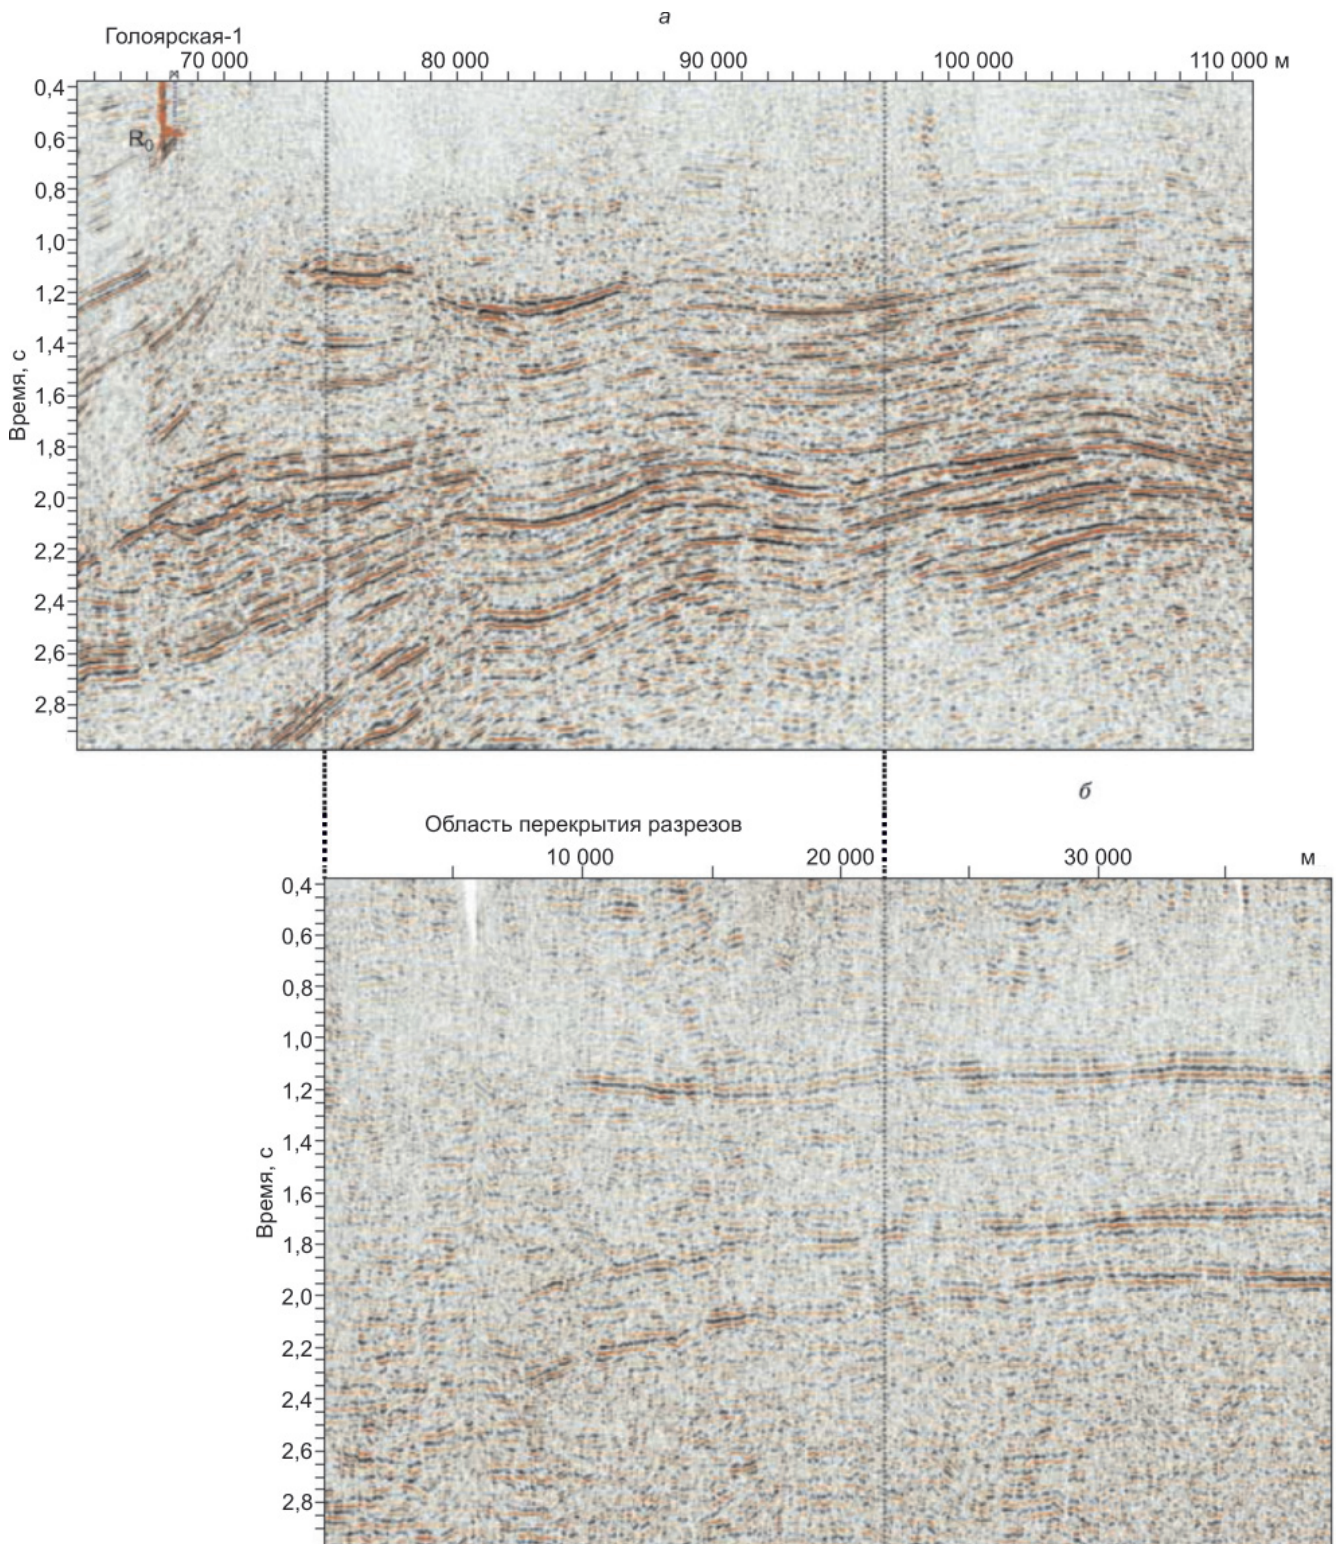 а
Голоярская-1
70 000 80 000 90 000 100 000 110 000 м
0,4
R0
0,6
0,8
1,0
1,2
1,4
1,6
1,8
2,0
2,2
2,4
2,6
2,8
Время, с
б
Область перекрытия разрезов
10 000 20 000 30 000 м
0,4
0,6
0,8
1,0
1,2
1,4
1,6
1,8
2,0
2,2
2,4
2,6
2,8
Время, с